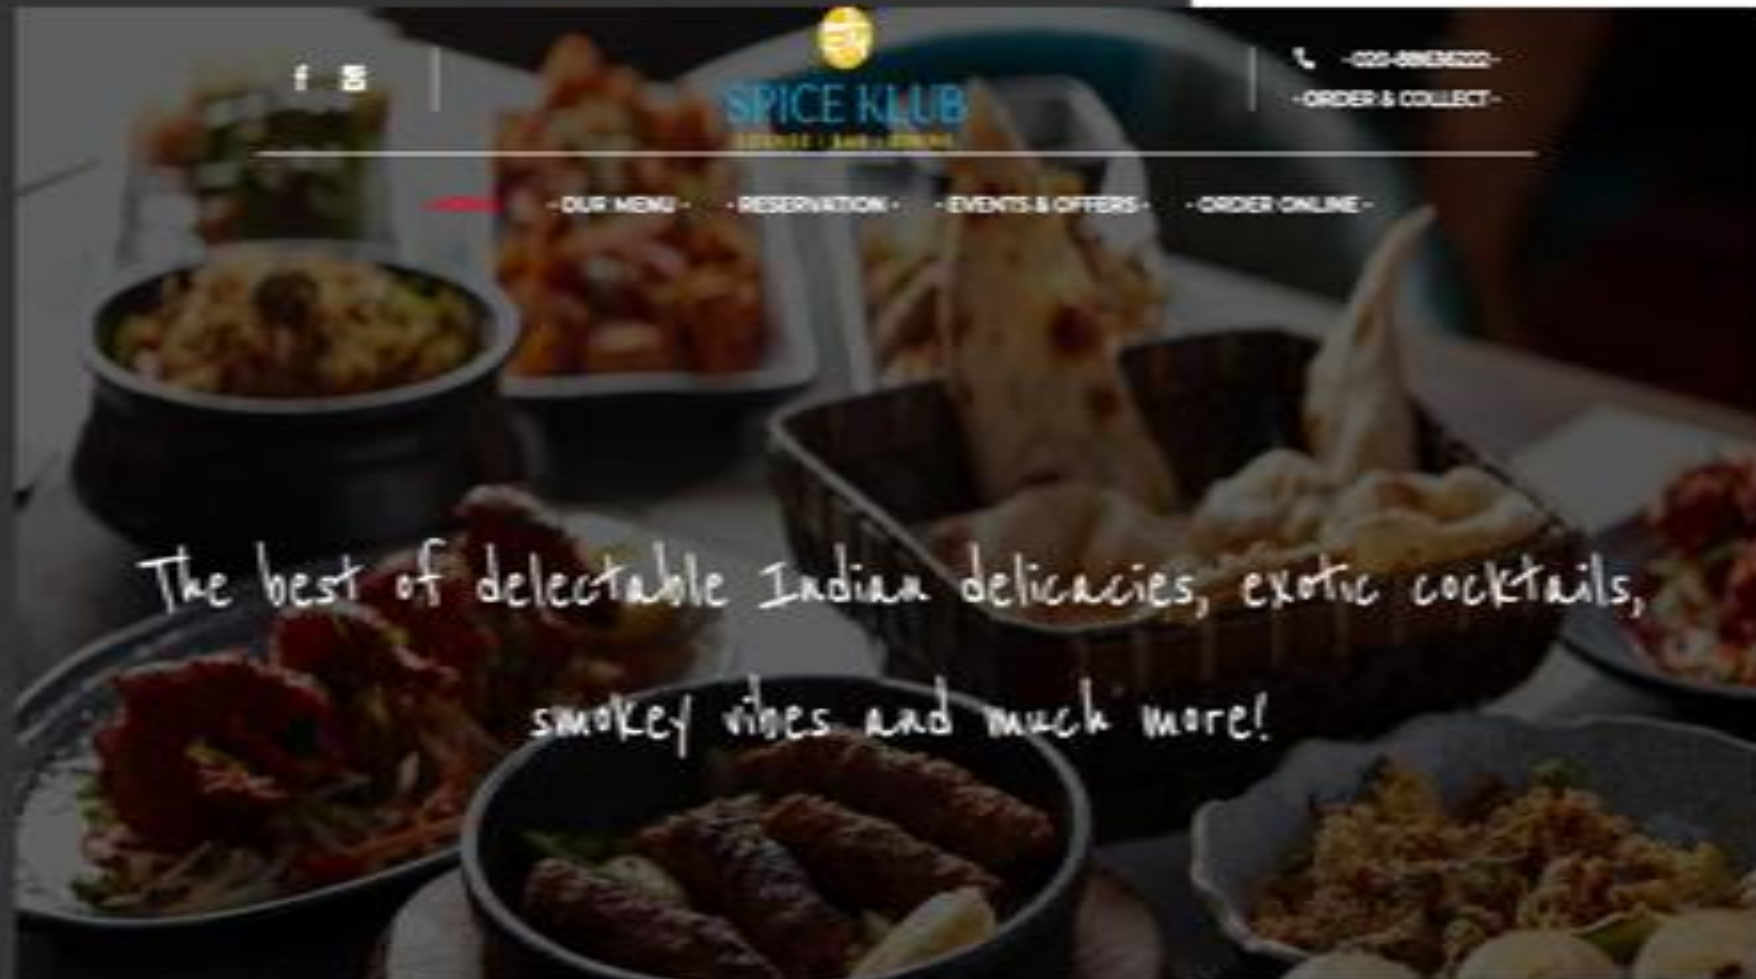 f
SPICE KLUB
-ORDER & COLLECT-
- OUR MENU - - RESERVATION - - EVENTS & OFFERS - - ORDER ONLINE -
The best of delectable Indian delicacies, exotic cocktails,
smokey vibes and much more!